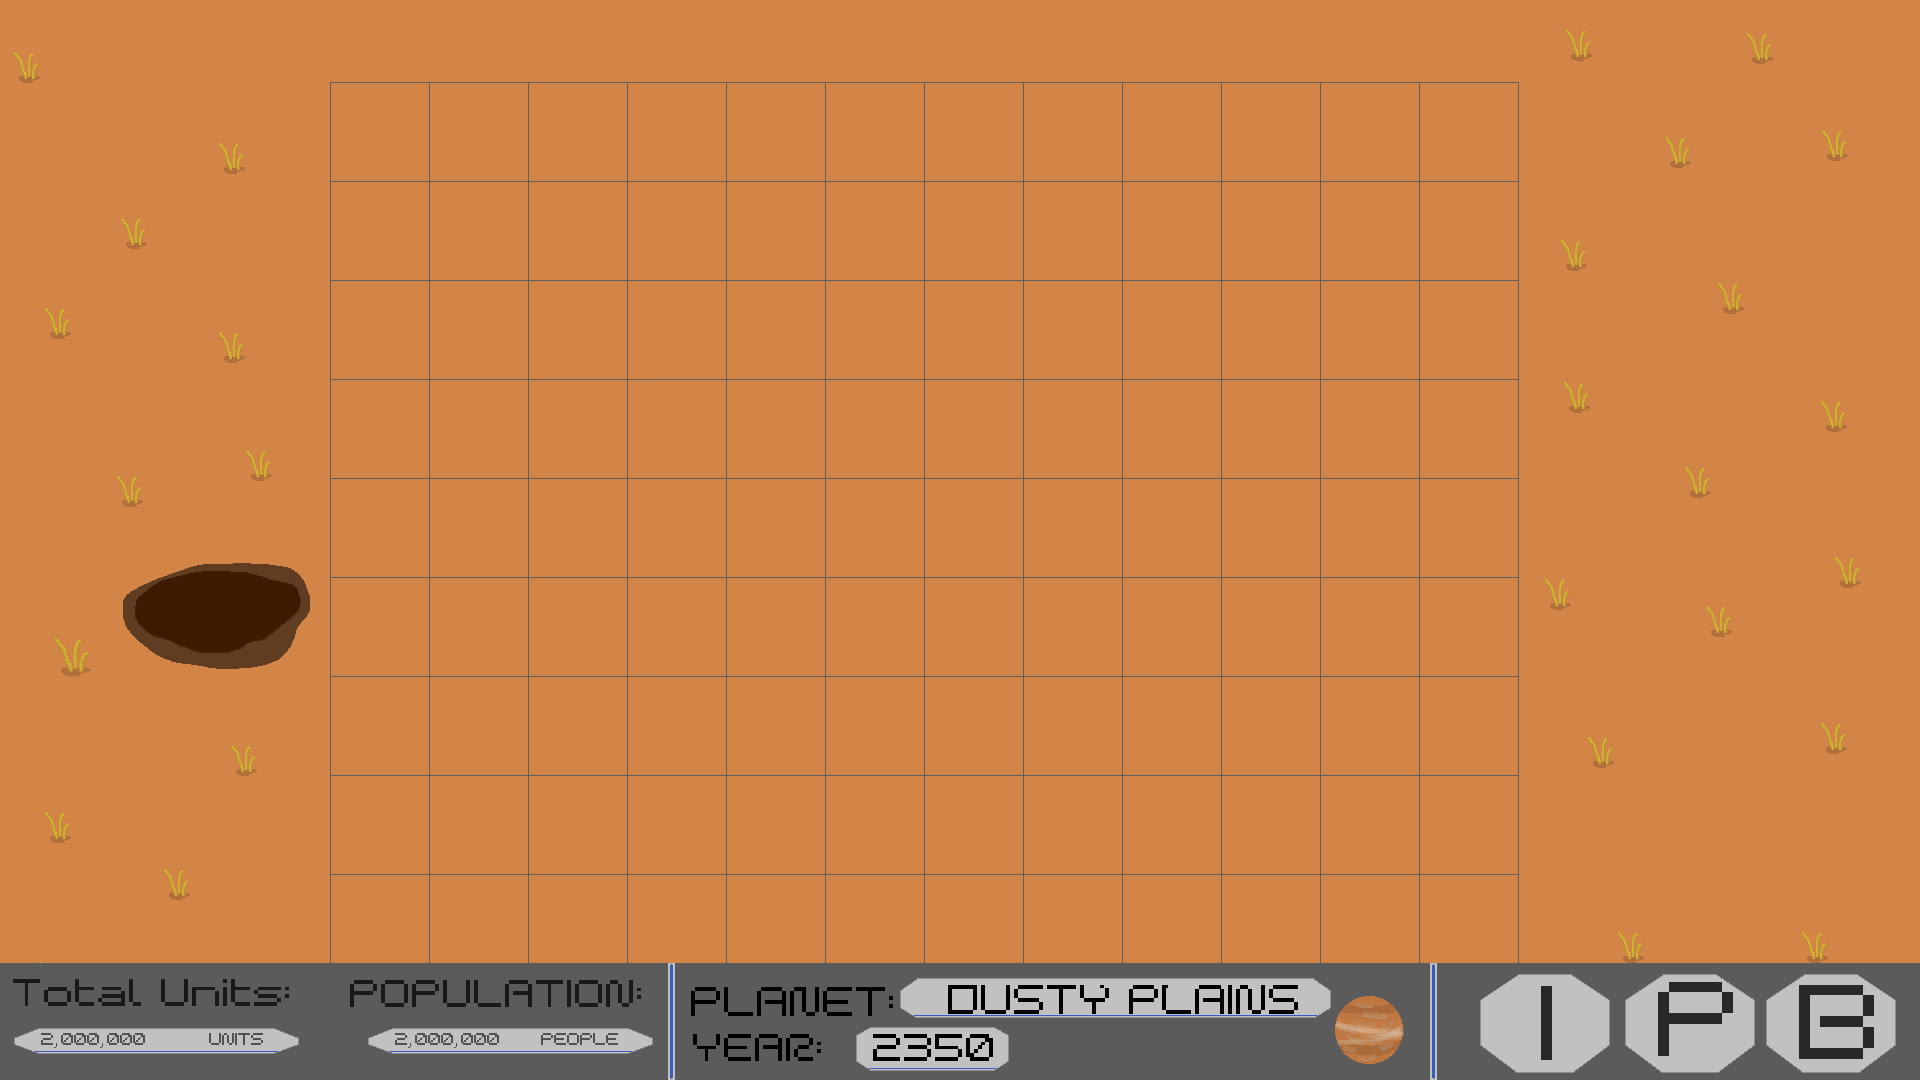 Total Units:
2,000,000 UNITS
POPULATION:
2,000,000 PEOPLE
PLANET: DUSTY PLAINS
YEAR: 2350
I P B